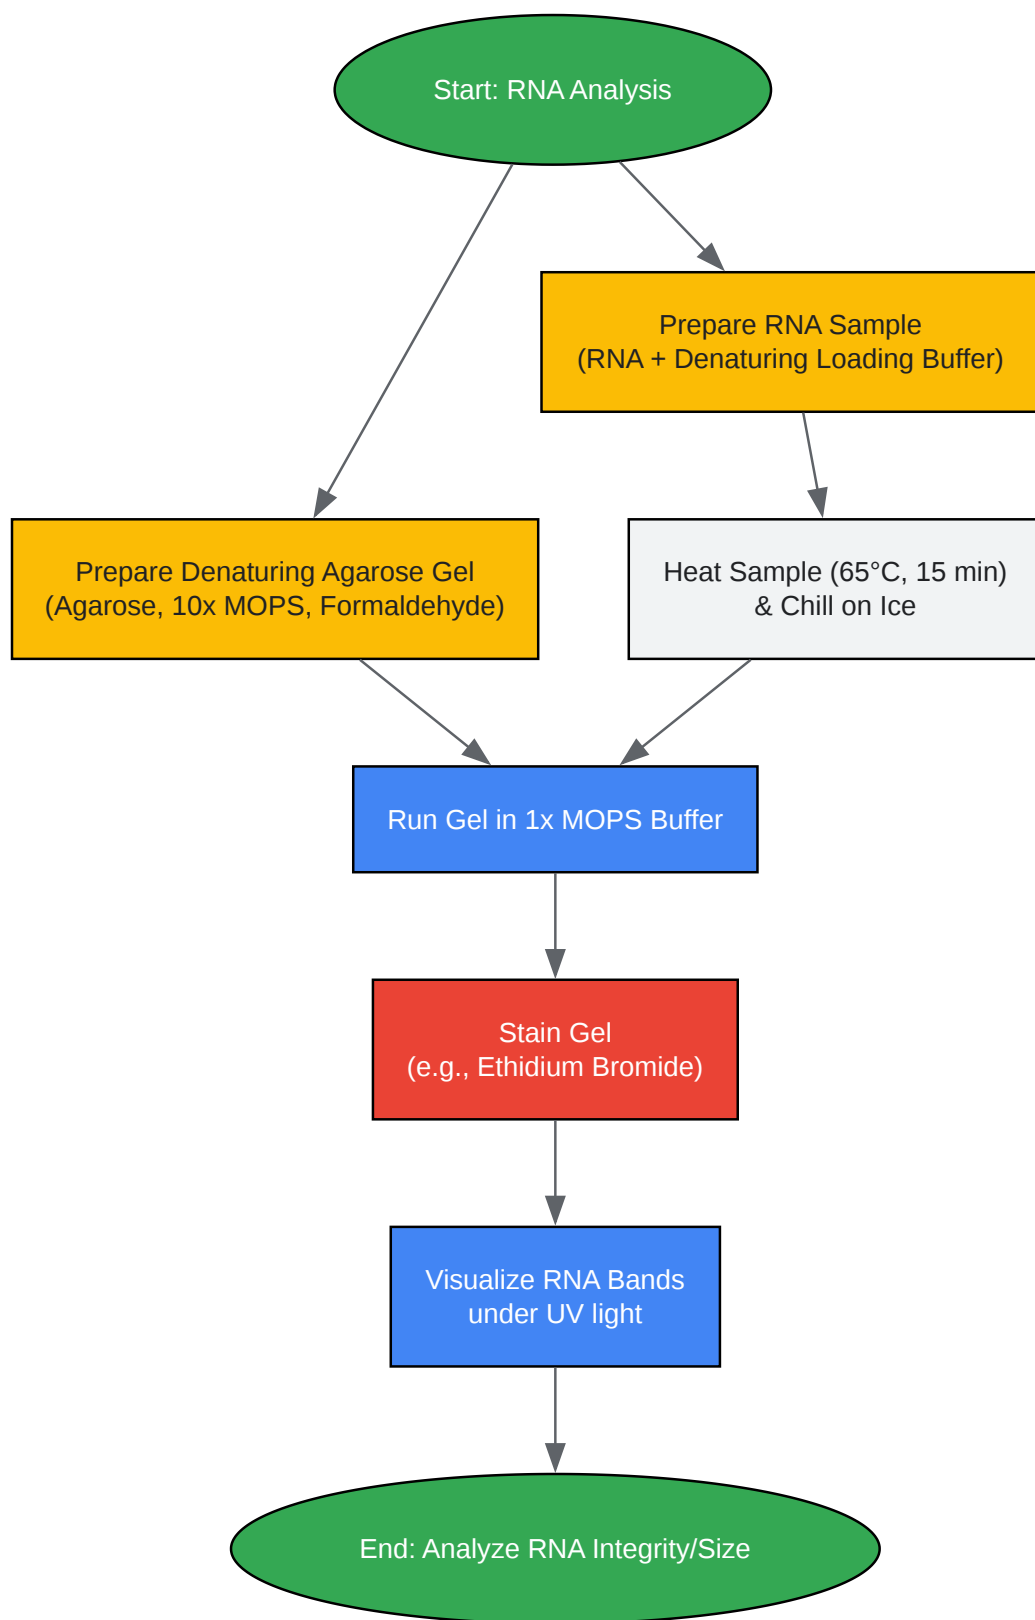 Start: RNA Analysis
Prepare RNA Sample
(RNA + Denaturing Loading Buffer)
Prepare Denaturing Agarose Gel
(Agarose, 10x MOPS, Formaldehyde)
Heat Sample (65°C, 15 min)
& Chill on Ice
Run Gel in 1x MOPS Buffer
Stain Gel
(e.g., Ethidium Bromide)
Visualize RNA Bands
under UV light
End: Analyze RNA Integrity/Size